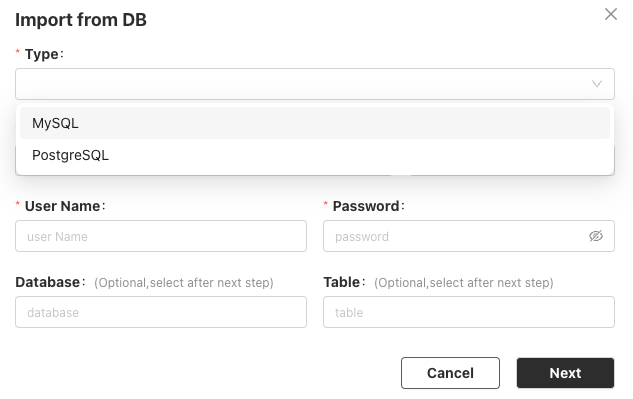 Import from DB
* Type:
MySQL
PostgreSQL
* User Name: * Password:
user Name password
Database: (Optional,select after next step) Table: (Optional,select after next step)
database table
Cancel Next